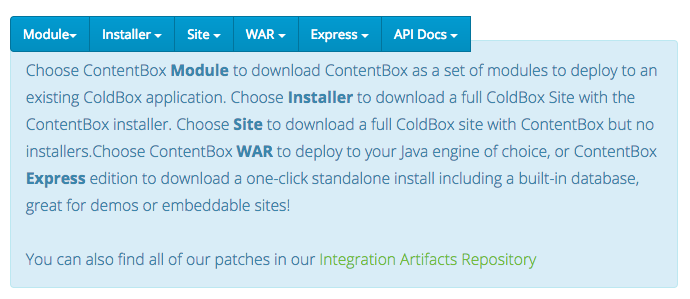 Module Installer Site WAR Express API Docs
Choose ContentBox Module to download ContentBox as a set of modules to deploy to an
existing ColdBox application. Choose Installer to download a full ColdBox Site with the
ContentBox installer. Choose Site to download a full ColdBox site with ContentBox but no
installers.Choose ContentBox WAR to deploy to your Java engine of choice, or ContentBox
Express edition to download a one-click standalone install including a built-in database,
great for demos or embeddable sites!
You can also find all of our patches in our Integration Artifacts Repository